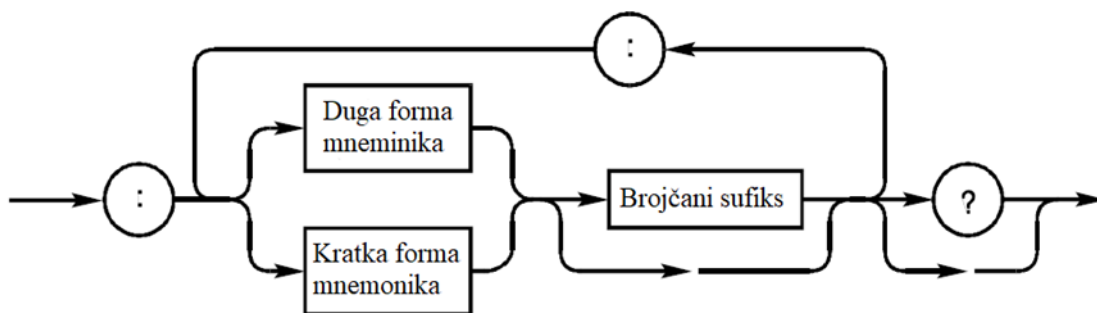 :
Duga forma
mneminika
:
Brojčani sufiks
?
Kratka forma
mnemonika